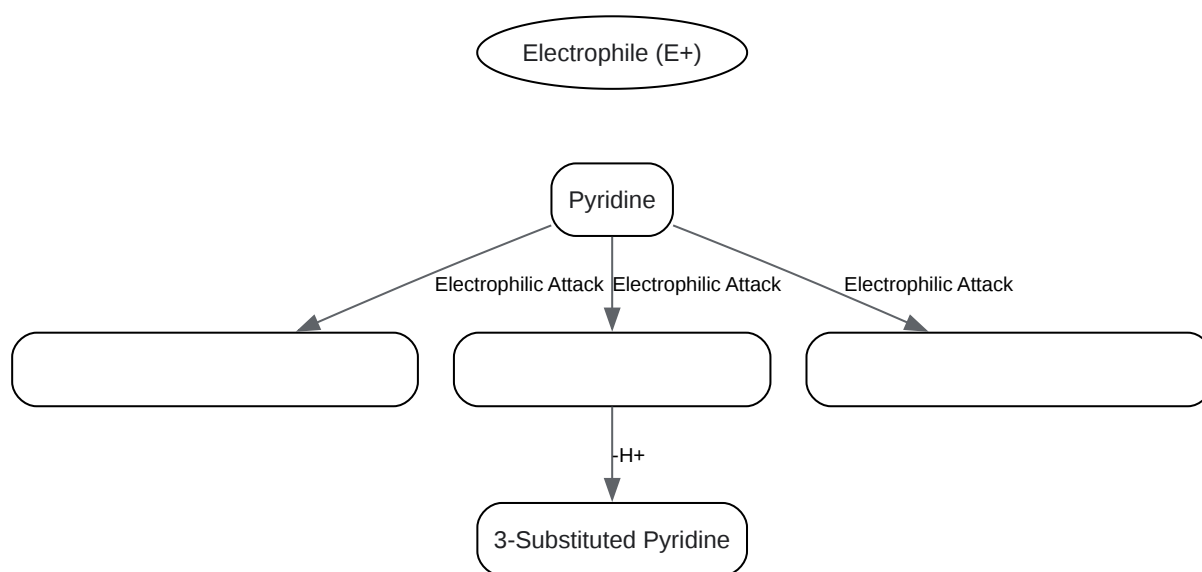 Electrophile (E+)
Pyridine
Electrophilic Attack
Electrophilic Attack
Electrophilic Attack
-H+
3-Substituted Pyridine